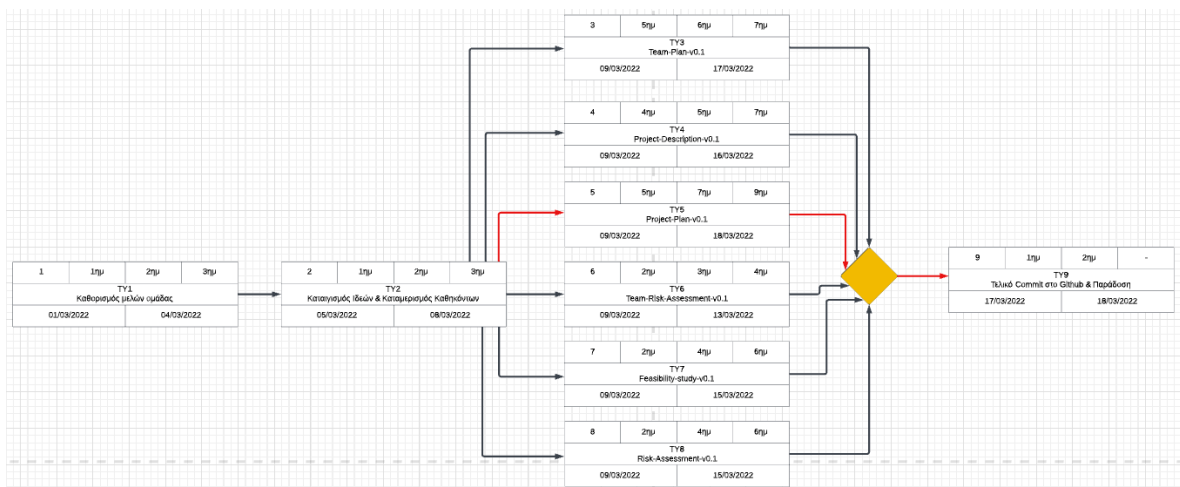 3 5ημ 6ημ 7ημ
ΤΥ3
Team-Plan-v0.1
09/03/2022 17/03/2022
4 4ημ 5ημ 7ημ
ΤΥ4
Project-Description-v0.1
09/03/2022 16/03/2022
5 5ημ 7ημ 9ημ
ΤΥ5
Project-Plan-v0.1
09/03/2022 18/03/2022
1 1ημ 2ημ 3ημ
ΤΥ1
Καθορισμός μελών ομάδας
01/03/2022 04/03/2022
2 1ημ 2ημ 3ημ
ΤΥ2
Καταιγισμός Ιδεών & Καταμερισμός Καθηκόντων
05/03/2022 08/03/2022
6 2ημ 3ημ 4ημ
ΤΥ6
Team-Risk-Assessment-v0.1
09/03/2022 13/03/2022
9 1ημ 2ημ -
ΤΥ9
Τελικό Commit στο Github & Παράδοση
17/03/2022 18/03/2022
7 2ημ 4ημ 6ημ
ΤΥ7
Feasibility-study-v0.1
09/03/2022 15/03/2022
8 2ημ 4ημ 6ημ
ΤΥ8
Risk-Assessment-v0.1
09/03/2022 15/03/2022